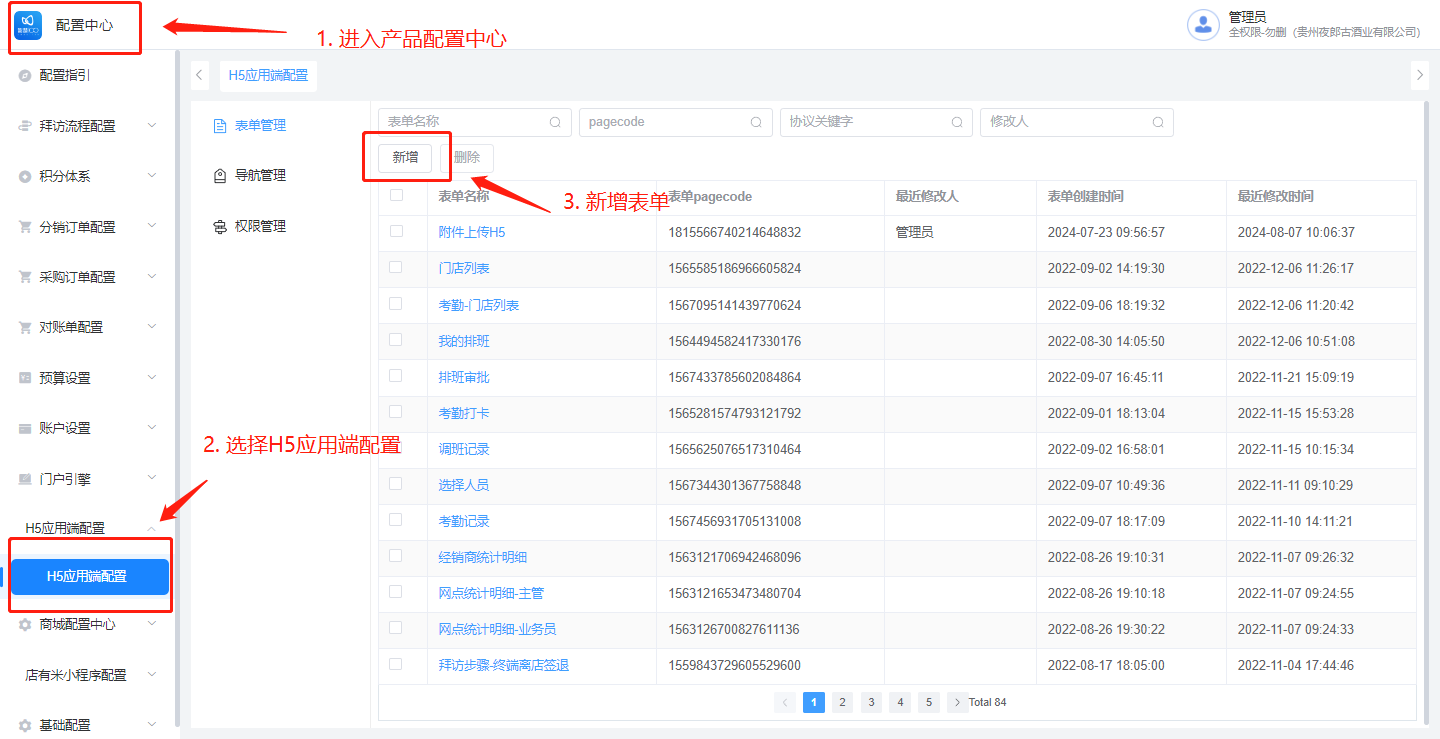 配置中心
1. 进入产品配置中心
管理员
全权限-勿删（贵州夜郎古酒业有限公司）
配置指引
拜访流程配置
积分体系
分销订单配置
采购订单配置
对账单配置
预算设置
账户设置
门户引擎
H5应用端配置
H5应用端配置
商城配置中心
店有米小程序配置
基础配置
2. 选择H5应用端配置
H5应用端配置
表单管理
导航管理
权限管理
表单名称 pagecode 协议关键字 修改人
新增 删除
3. 新增表单
表单名称 表单pagecode 最近修改人 表单创建时间 最近修改时间
附件上传H5 1815566740214648832 管理员 2024-07-23 09:56:57 2024-08-07 10:06:37
门店列表 1565585186966605824 2022-09-02 14:19:30 2022-12-06 11:26:17
考勤-门店列表 1567095141439770624 2022-09-06 18:19:32 2022-12-06 11:20:42
我的排班 1564494582417330176 2022-08-30 14:05:50 2022-12-06 10:51:08
排班审批 1567433785602084864 2022-09-07 16:45:11 2022-11-21 15:09:19
考勤打卡 1565281574793121792 2022-09-01 18:13:04 2022-11-15 15:53:28
调班记录 1565625076517310464 2022-09-02 16:58:01 2022-11-15 10:15:34
选择人员 1567344301367758848 2022-09-07 10:49:36 2022-11-11 09:10:29
考勤记录 1567456931705131008 2022-09-07 18:17:09 2022-11-10 14:11:21
经销商统计明细 1563121706942468096 2022-08-26 19:10:31 2022-11-07 09:26:32
网点统计明细-主管 1563121653473480704 2022-08-26 19:10:18 2022-11-07 09:24:55
网点统计明细-业务员 1563126700827611136 2022-08-26 19:30:22 2022-11-07 09:24:33
拜访步骤-终端离店签退 1559843729605529600 2022-08-17 18:05:00 2022-11-04 17:44:46
1 2 3 4 5 Total 84